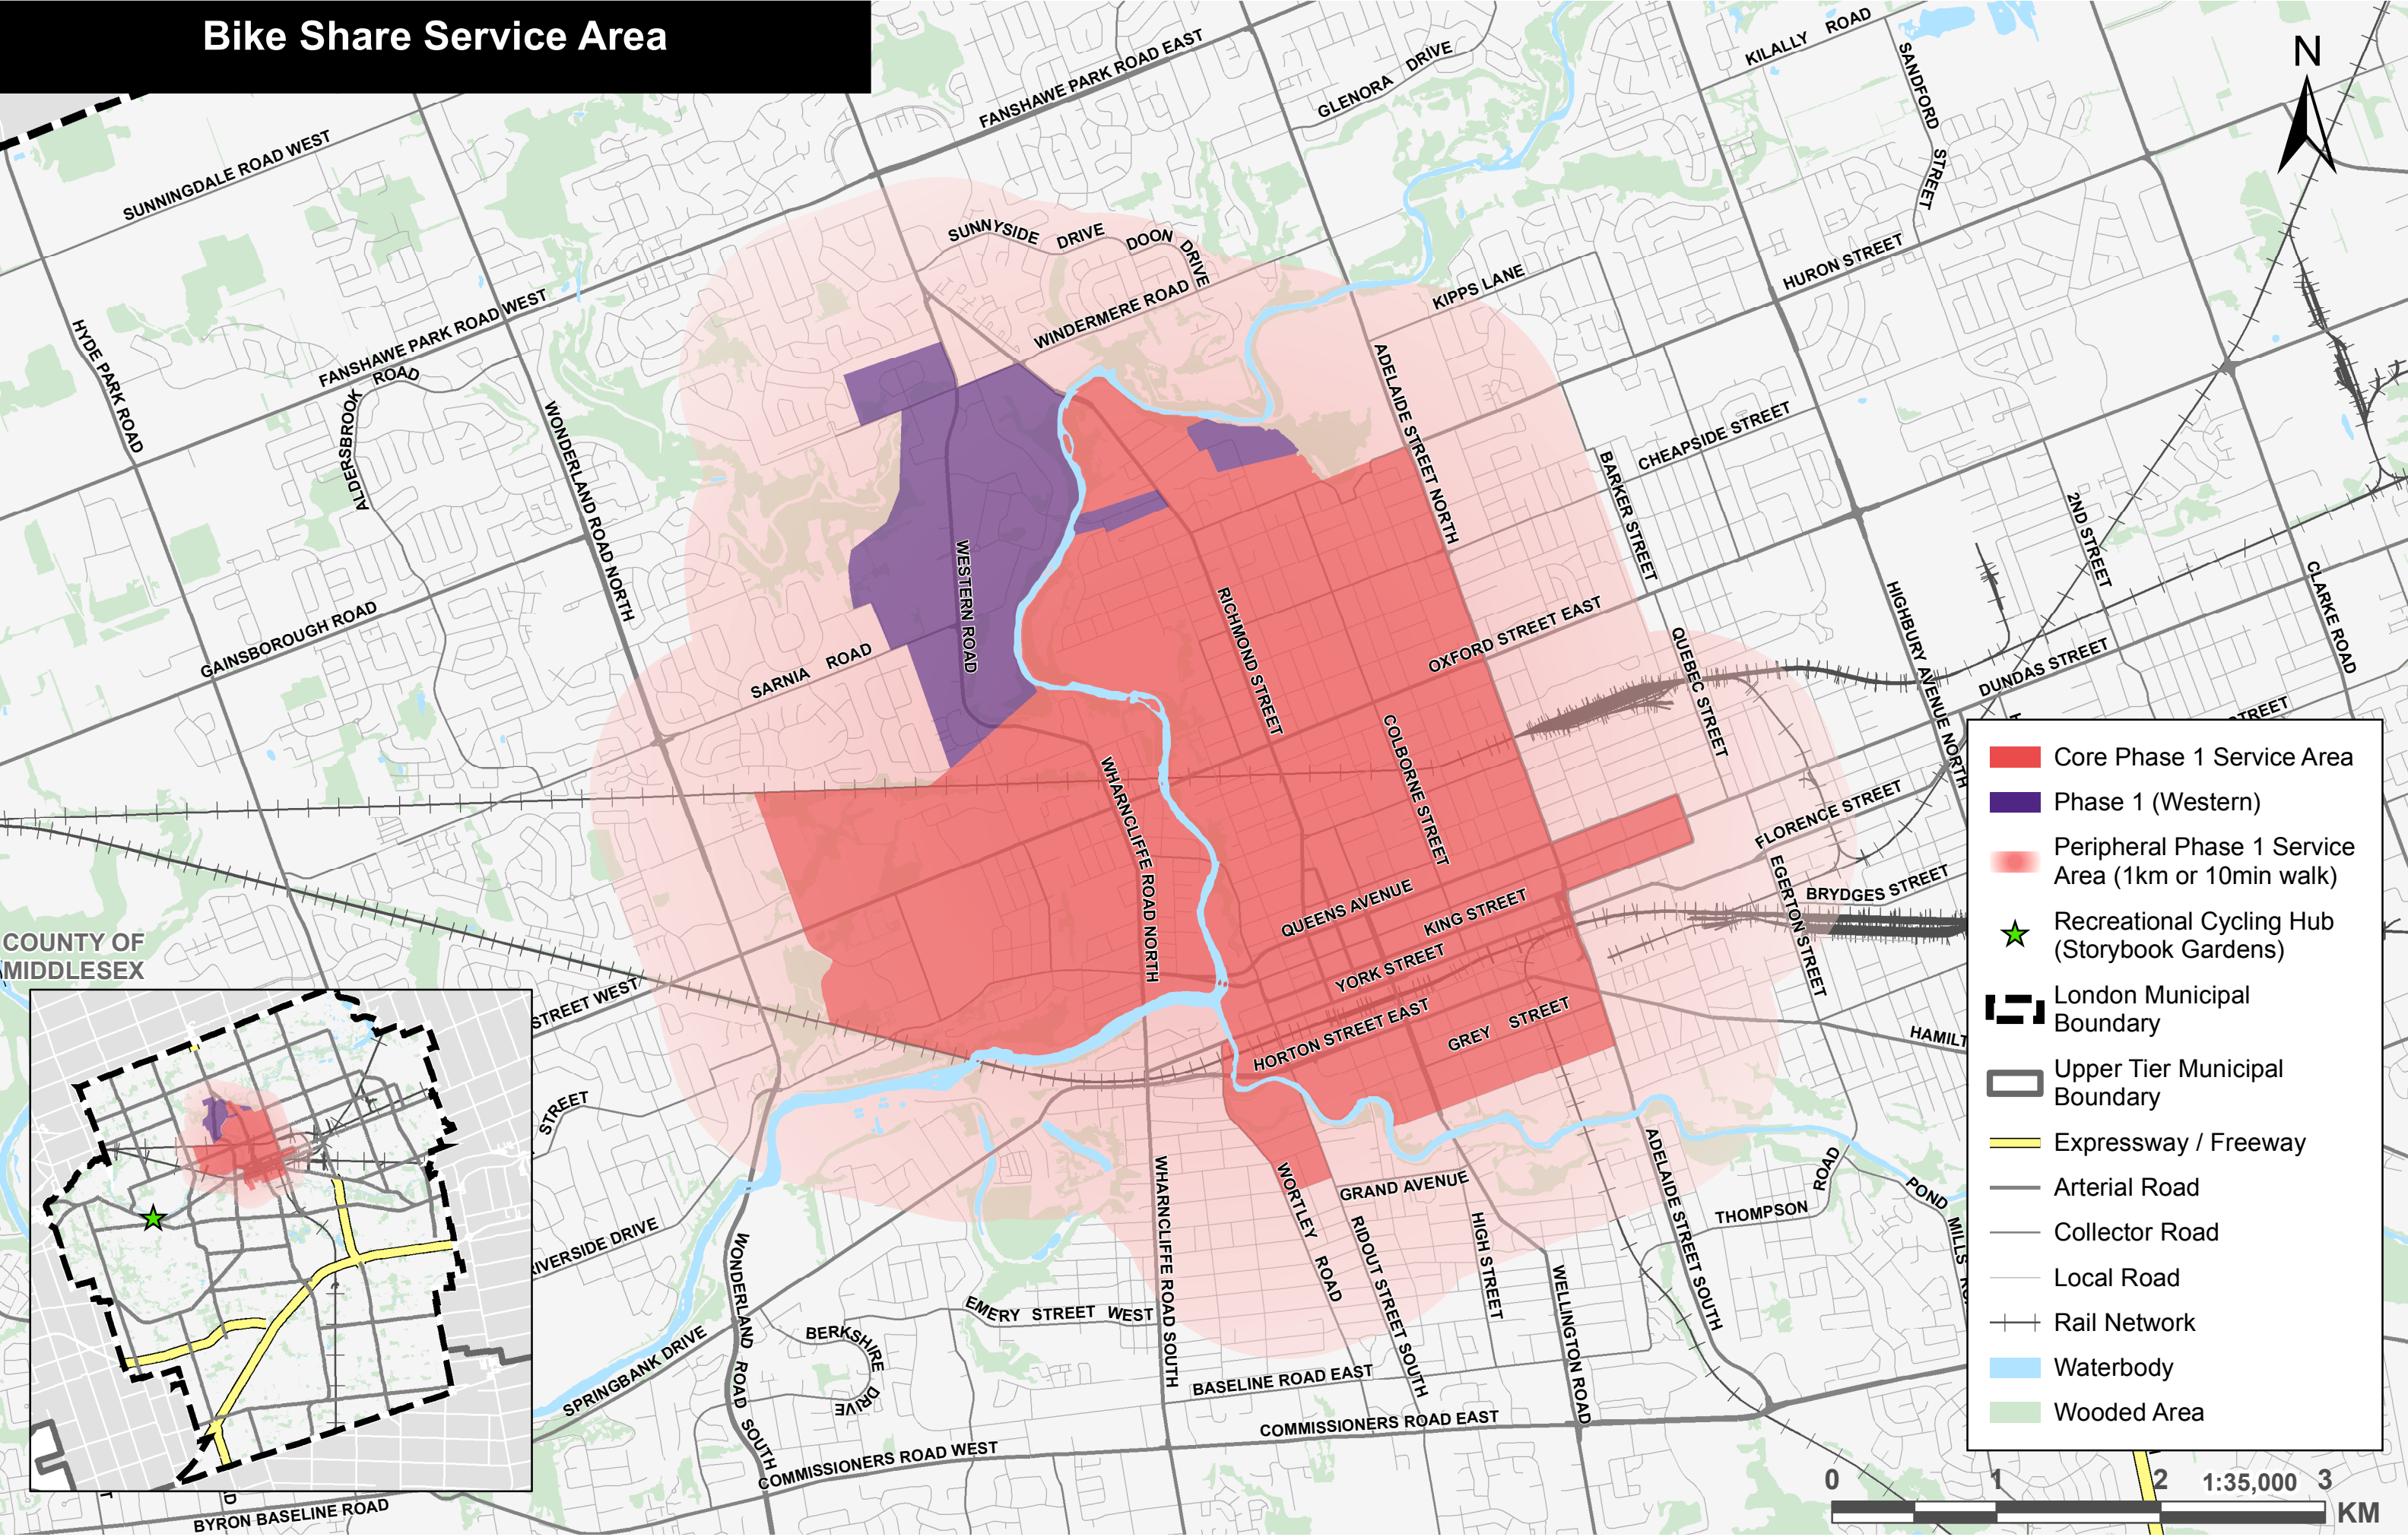 Bike Share Service Area
N
KILALLY ROAD
SANDFORD STREET
FANSHAWE PARK ROAD EAST
GLENORA DRIVE
SUNNINGDALE ROAD WEST
SUNNYSIDE DRIVE
DOON DRIVE
HURON STREET
KIPPS LANE
WINDERMERE ROAD
FANSHAWE PARK ROAD WEST
HYDE PARK ROAD
ALDERSBROOK ROAD
WONDERLAND ROAD NORTH
ADELAIDE STREET NORTH
BARKER STREET
CHEAPSIDE STREET
2ND STREET
CLARKE ROAD
WESTERN ROAD
RICHMOND STREET
OXFORD STREET EAST
QUEBEC STREET
HIGHBURY AVENUE NORTH
DUNDAS STREET
STREET
GAINSBOROUGH ROAD
SARNIA ROAD
COLBORNE STREET
WHARNCLIFFE ROAD NORTH
FLORENCE STREET
EGERTON STREET
BRYDGES STREET
QUEENS AVENUE
KING STREET
YORK STREET
HORTON STREET EAST
GREY STREET
HAMILT
COUNTY OF
MIDDLESEX
STREET WEST
STREET
RIVERSIDE DRIVE
WONDERLAND ROAD SOUTH
SPRINGBANK DRIVE
BERKSHIRE DRIVE
EMERY STREET WEST
WHARNCLIFFE ROAD SOUTH
WORTLEY ROAD
GRAND AVENUE
RIDOUT STREET SOUTH
HIGH STREET
WELLINGTON ROAD
ADELAIDE STREET SOUTH
THOMPSON ROAD
POND MILLS
BASELINE ROAD EAST
COMMISSIONERS ROAD EAST
COMMISSIONERS ROAD WEST
BYRON BASELINE ROAD
Core Phase 1 Service Area
Phase 1 (Western)
Peripheral Phase 1 Service
Area (1km or 10min walk)
Recreational Cycling Hub
(Storybook Gardens)
London Municipal
Boundary
Upper Tier Municipal
Boundary
Expressway / Freeway
Arterial Road
Collector Road
Local Road
Rail Network
Waterbody
Wooded Area
0 1 2 1:35,000 3
KM